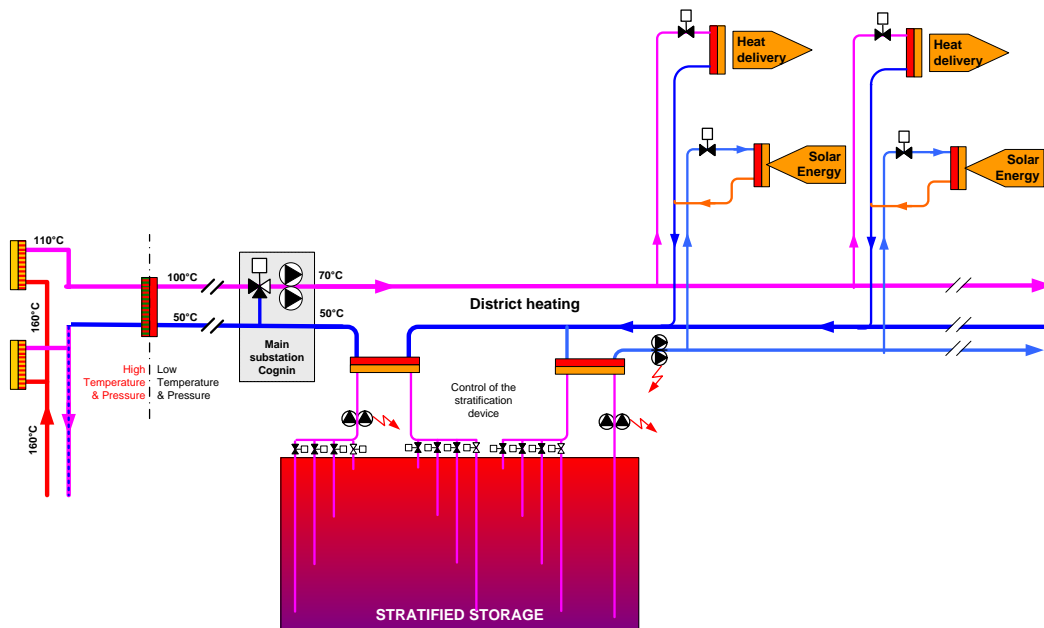 Heat
delivery
Heat
delivery
Solar
Energy
Solar
Energy
110°C
100°C
70°C
160°C
50°C
50°C
District heating
Main
substation
Cognin
High
Temperature
& Pressure
Low
Temperature
& Pressure
Control of the
stratification
device
160°C
STRATIFIED STORAGE